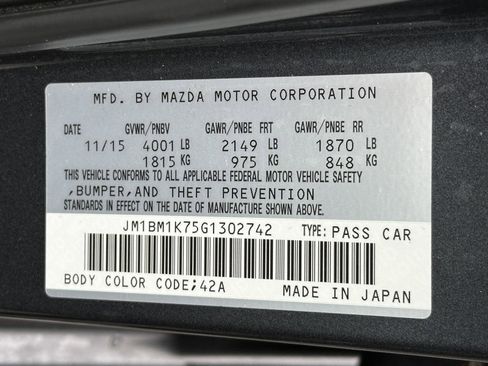 MFD. BY MAZDA MOTOR CORPORATION
DATE GVWR/PNBV GAWR/PNBE FRT GAWR/PNBE RR
11/15 4001 LB 2149 LB 1870 LB
1815 KG 975 KG 848 KG
THIS VEHICLE CONFORMS TO ALL APPLICABLE FEDERAL MOTOR VEHICLE SAFETY
,BUMPER,AND THEFT PREVENTION
STANDARDS IN EFFECT ON THE DATE OF MANUFACTURE SHOWN ABOVE.
JM1BM1K75G1302742 TYPE: PASS CAR
BODY COLOR CODE;42A MADE IN JAPAN